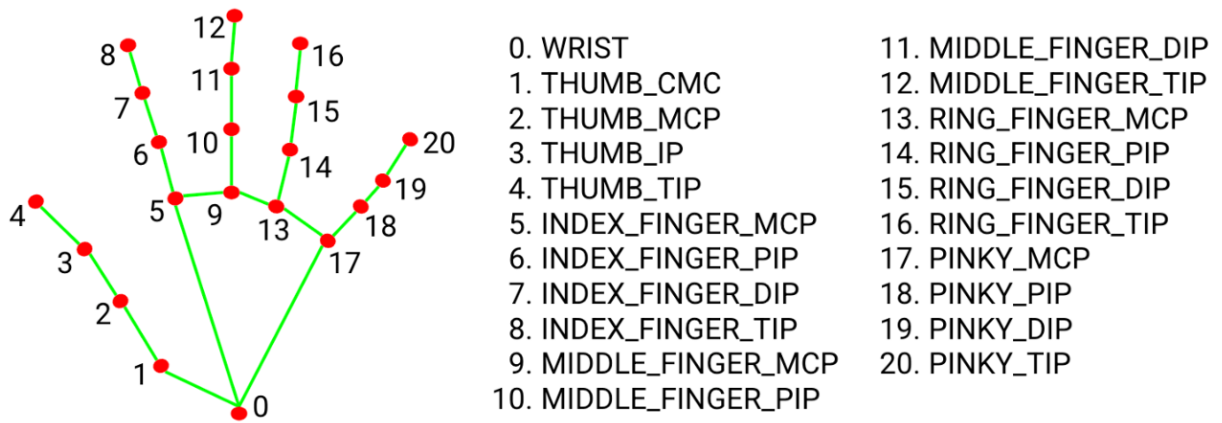 12
8
16
11
7
15
10
6
20
14
19
4
5
9
18
13
3
17
2
1
0
0. WRIST
1. THUMB_CMC
2. THUMB_MCP
3. THUMB_IP
4. THUMB_TIP
5. INDEX_FINGER_MCP
6. INDEX_FINGER_PIP
7. INDEX_FINGER_DIP
8. INDEX_FINGER_TIP
9. MIDDLE_FINGER_MCP
10. MIDDLE_FINGER_PIP
11. MIDDLE_FINGER_DIP
12. MIDDLE_FINGER_TIP
13. RING_FINGER_MCP
14. RING_FINGER_PIP
15. RING_FINGER_DIP
16. RING_FINGER_TIP
17. PINKY_MCP
18. PINKY_PIP
19. PINKY_DIP
20. PINKY_TIP